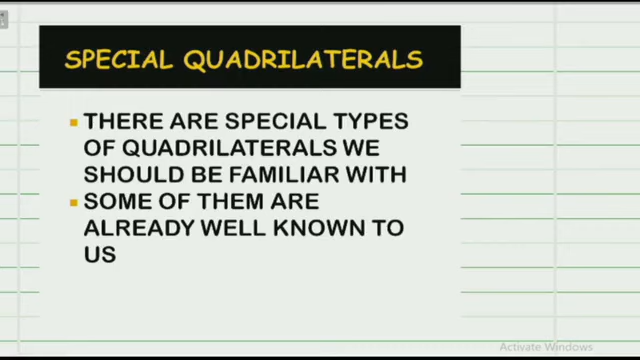 SPECIAL QUADRILATERALS
▪ THERE ARE SPECIAL TYPES
OF QUADRILATERALS WE
SHOULD BE FAMILIAR WITH
▪ SOME OF THEM ARE
ALREADY WELL KNOWN TO
US
Activate Windows